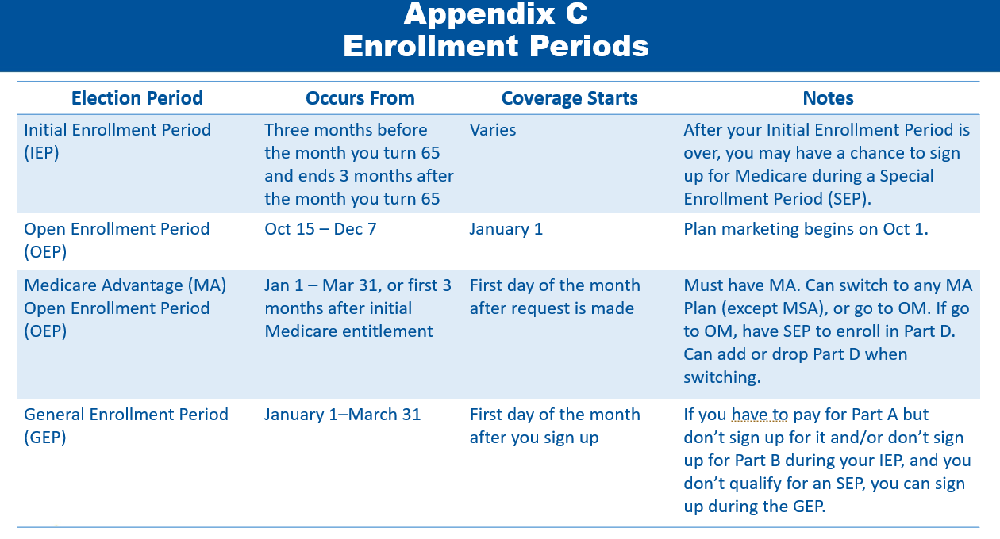 Appendix C
Enrollment Periods
Election Period
Occurs From
Coverage Starts
Notes
Initial Enrollment Period
(IEP)
Three months before
the month you turn 65
and ends 3 months after
the month you turn 65
Varies
After your Initial Enrollment Period is
over, you may have a chance to sign
up for Medicare during a Special
Enrollment Period (SEP).
Open Enrollment Period
(OEP)
Oct 15 – Dec 7
January 1
Plan marketing begins on Oct 1.
Medicare Advantage (MA)
Open Enrollment Period
(OEP)
Jan 1 – Mar 31, or first 3
months after initial
Medicare entitlement
First day of the month
after request is made
Must have MA. Can switch to any MA
Plan (except MSA), or go to OM. If go
to OM, have SEP to enroll in Part D.
Can add or drop Part D when
switching.
General Enrollment Period
(GEP)
January 1–March 31
First day of the month
after you sign up
If you have to pay for Part A but
don’t sign up for it and/or don’t sign
up for Part B during your IEP, and you
don’t qualify for an SEP, you can sign
up during the GEP.